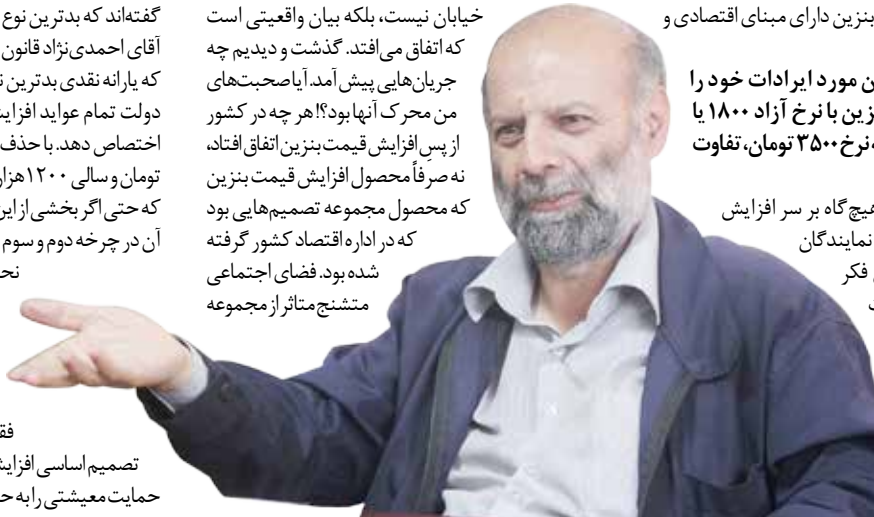 بنزین دارای مبنای اقتصادی و
ن مورد ایرادات خود را
زین با نرخ آزاد ۱۸۰۰ یا
ه نرخ ۳۵۰۰ تومان، تفاوت
هیچ‌گاه بر سر افزایش
نمایندگان
فکر
خیابان نیست، بلکه بیان واقعیتی است
که اتفاق می‌افتد. گذشت و دیدیم چه
جریان‌هایی پیش آمد. آیا صحبت‌های
من محرک آنها بود؟! هر چه در کشور
از پسِ افزایش قیمت بنزین اتفاق افتاد،
نه صرفاً محصول افزایش قیمت بنزین
که محصول مجموعه تصمیم‌هایی بود
که در اداره اقتصاد کشور گرفته
شده بود. فضای اجتماعی
متشنج متاثر از مجموعه
گفته‌اند که بدترین نوع
آقای احمدی‌نژاد قانون
که یارانه نقدی بدترین ن
دولت تمام عواید افزایش
اختصاص دهد. با حذف
تومان و سالی ۱۲۰۰ هزار
که حتی اگر بخشی از این
آن در چرخه دوم و سوم
نح
فق
تصمیم اساسی افزایش
حمایت معیشتی را به ح